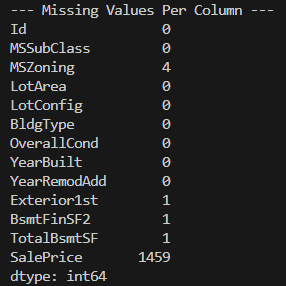 --- Missing Values Per Column ---
Id 0
MSSubClass 0
MSZoning 4
LotArea 0
LotConfig 0
BldgType 0
OverallCond 0
YearBuilt 0
YearRemodAdd 0
Exterior1st 1
BsmtFinSF2 1
TotalBsmtSF 1
SalePrice 1459
dtype: int64